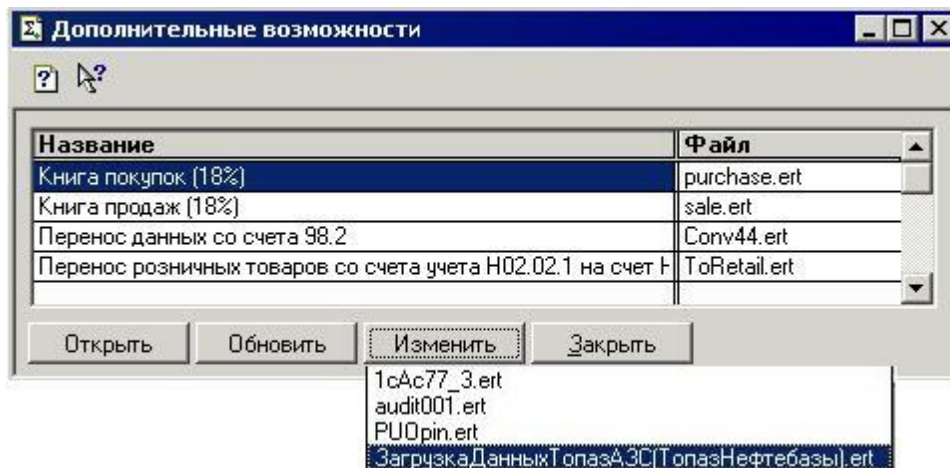 Дополнительные возможности
Название Файл
Книга покупок (18%) purchase.ert
Книга продаж (18%) sale.ert
Перенос данных со счета 98.2 Conv44.ert
Перенос розничных товаров со счета учета Н02.02.1 на счет Н ToRetail.ert
Открыть Обновить Изменить Закрыть
1cAc77_3.ert
audit001.ert
PUOpin.ert
ЗагрузкаДанныхТопазАЗС(ТопазНефтебазы).ert